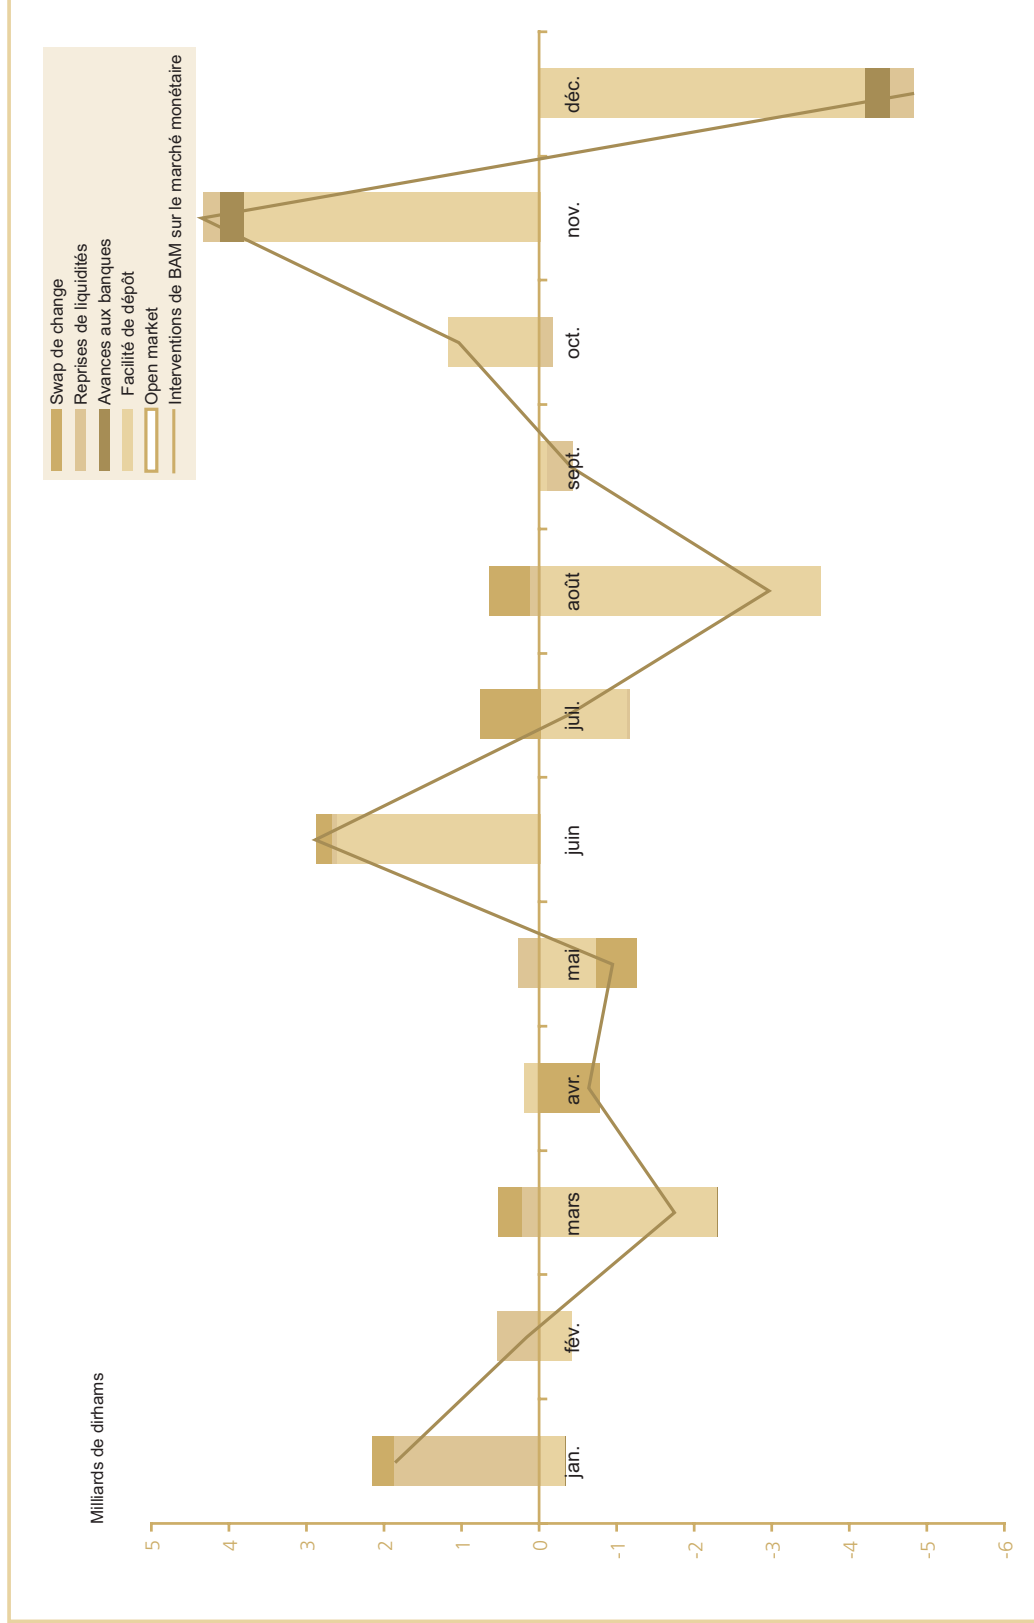 Milliards de dirhams
Swap de change
Reprises de liquidités
Avances aux banques
Facilité de dépôt
Open market
Interventions de BAM sur le marché monétaire
5
4
3
2
1
0
-1
-2
-3
-4
-5
-6
jan. fév. mars avr. mai juin juil. août sept. oct. nov. déc.